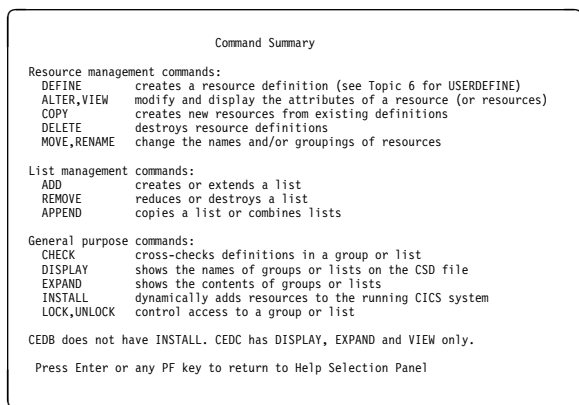 Command Summary
Resource management commands:
DEFINE creates a resource definition (see Topic 6 for USERDEFINE)
ALTER,VIEW modify and display the attributes of a resource (or resources)
COPY creates new resources from existing definitions
DELETE destroys resource definitions
MOVE,RENAME change the names and/or groupings of resources
List management commands:
ADD creates or extends a list
REMOVE reduces or destroys a list
APPEND copies a list or combines lists
General purpose commands:
CHECK cross-checks definitions in a group or list
DISPLAY shows the names of groups or lists on the CSD file
EXPAND shows the contents of groups or lists
INSTALL dynamically adds resources to the running CICS system
LOCK,UNLOCK control access to a group or list
CEDB does not have INSTALL. CEDC has DISPLAY, EXPAND and VIEW only.
Press Enter or any PF key to return to Help Selection Panel